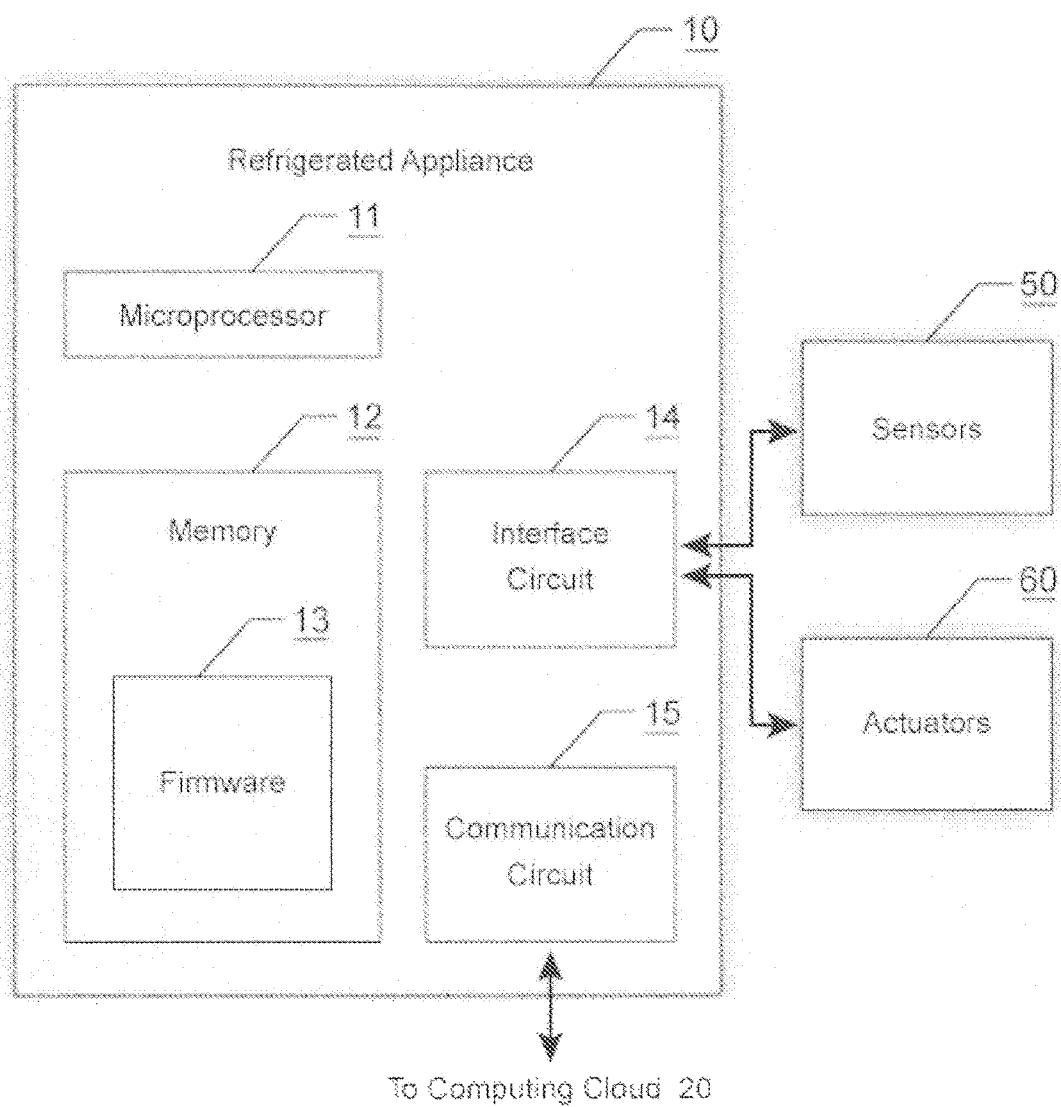 10
Refrigerated Appliance
11
Microprocessor
50
Sensors
12
Memory
14
Interface
Circuit
13
Firmware
60
Actuators
15
Communication
Circuit
To Computing Cloud 20